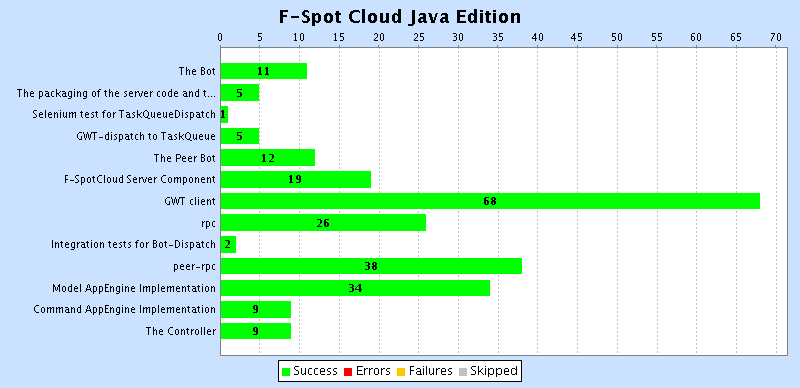 F-Spot Cloud Java Edition
0 5 10 15 20 25 30 35 40 45 50 55 60 65 70
The Bot 11
The packaging of the server code and t... 5
Selenium test for TaskQueueDispatch 1
GWT-dispatch to TaskQueue 5
The Peer Bot 12
F-SpotCloud Server Component 19
GWT client 68
rpc 26
Integration tests for Bot-Dispatch 2
peer-rpc 38
Model AppEngine Implementation 34
Command AppEngine Implementation 9
The Controller 9
Success Errors Failures Skipped